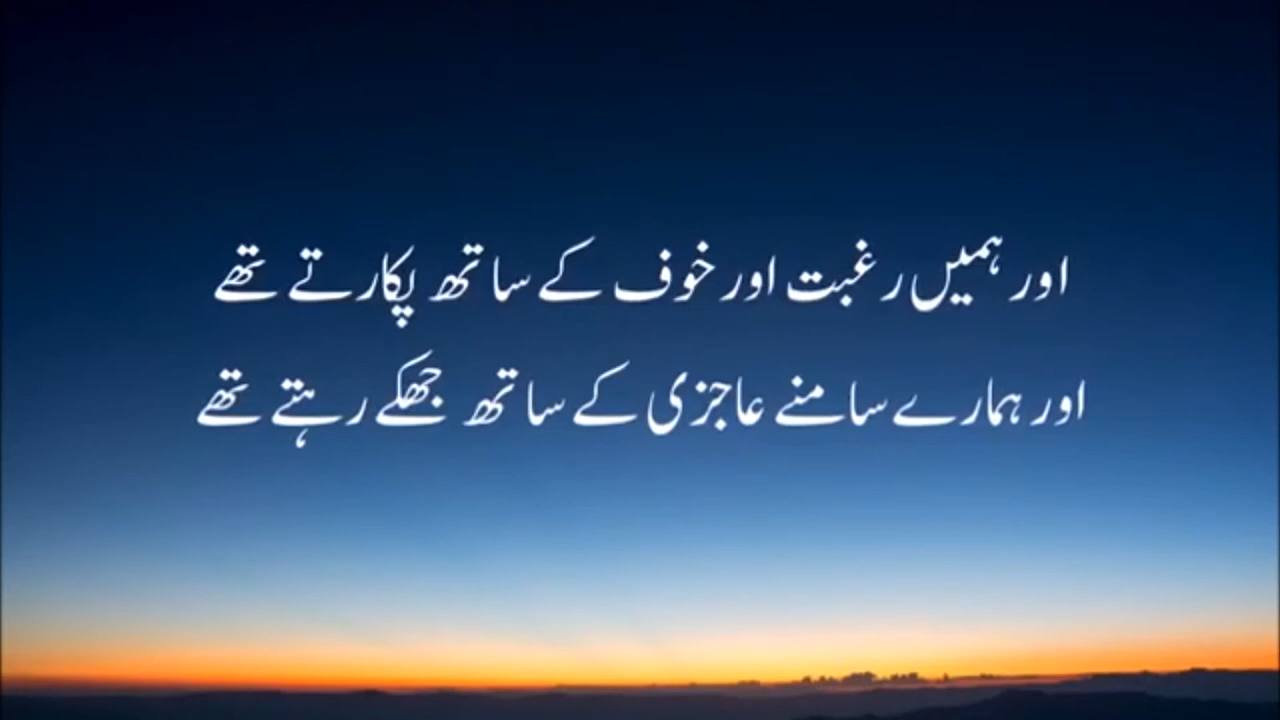 اور ہمیں رغبت اور خوف کے ساتھ پکارتے تھے
اور ہمارے سامنے عاجزی کے ساتھ جھکے رہتے تھے